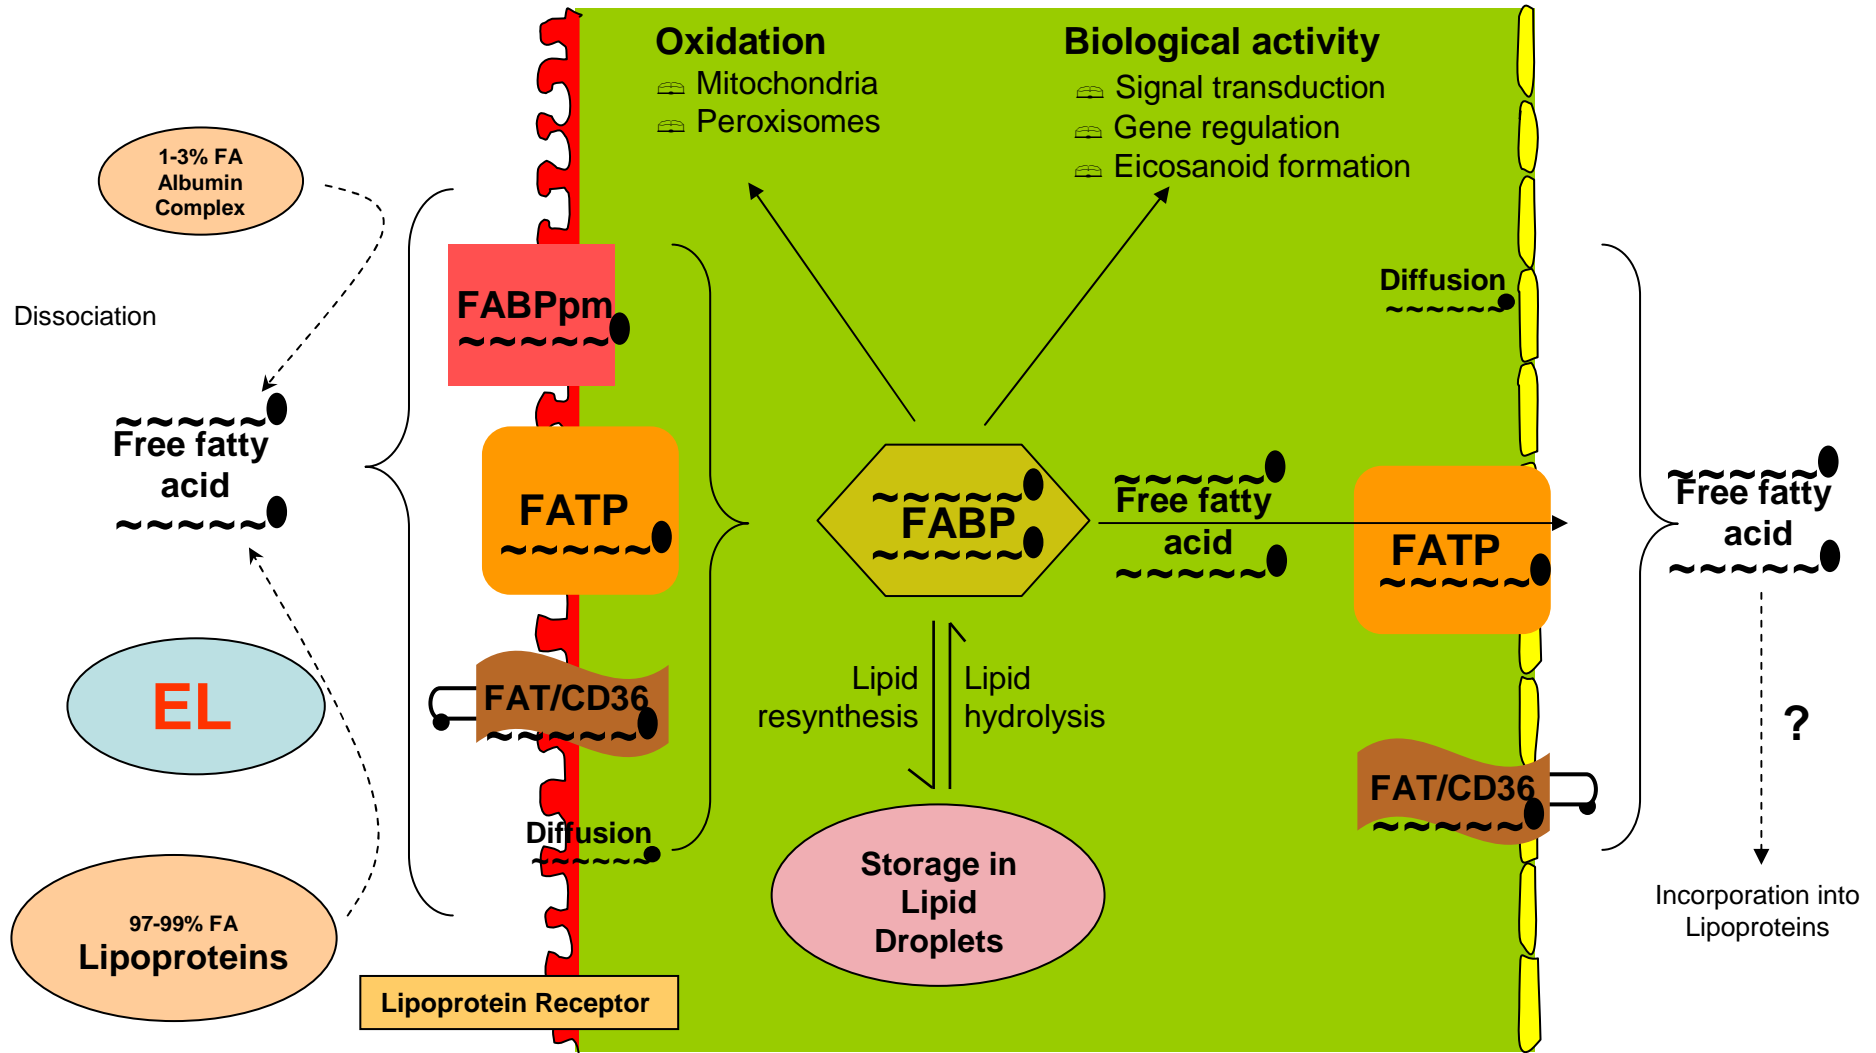 Oxidation
Mitochondria
Peroxisomes
Biological activity
Signal transduction
Gene regulation
Eicosanoid formation
1-3% FA
Albumin
Complex
Dissociation
Free fatty
acid
EL
97-99% FA
Lipoproteins
FABPpm
FATP
FAT/CD36
Diffusion
Lipoprotein Receptor
FABP
Lipid
resynthesis
Lipid
hydrolysis
Storage in
Lipid
Droplets
Free fatty
acid
Diffusion
FATP
FAT/CD36
Free fatty
acid
?
Incorporation into
Lipoproteins